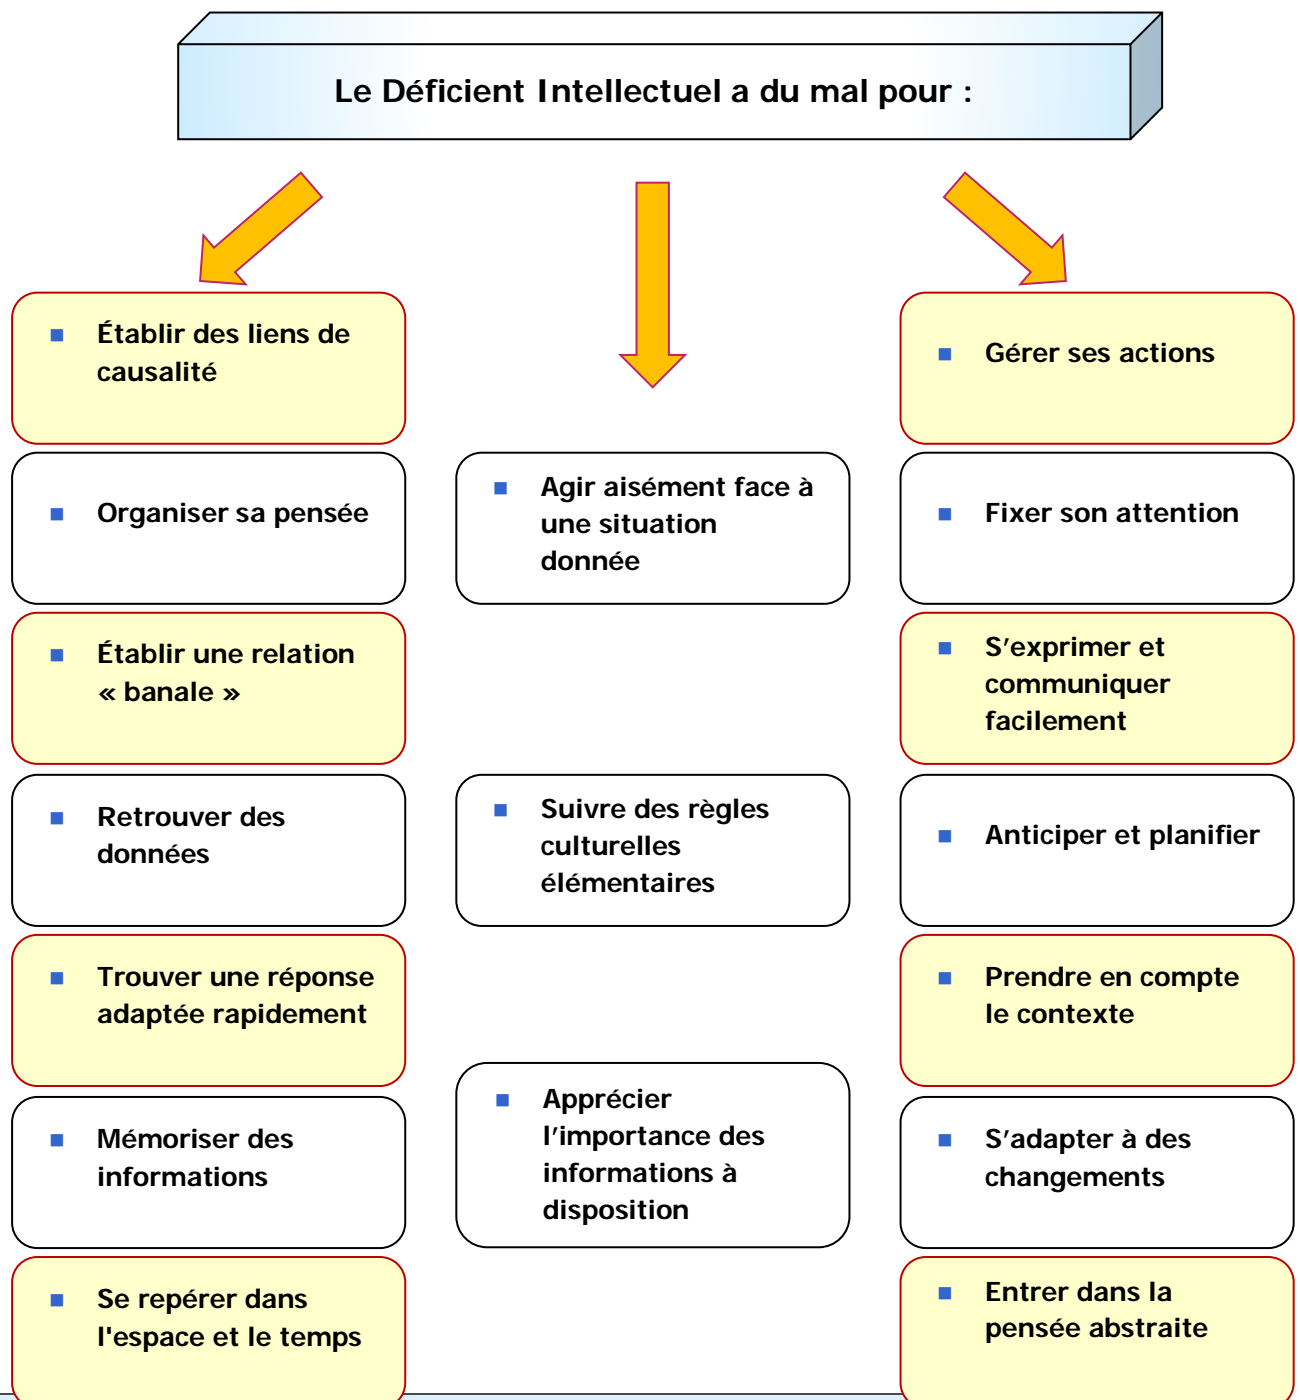 Le Déficient Intellectuel a du mal pour :
Établir des liens de
causalité
Organiser sa pensée
Établir une relation
« banale »
Retrouver des
données
Trouver une réponse
adaptée rapidement
Mémoriser des
informations
Se repérer dans
l'espace et le temps
Agir aisément face à
une situation
donnée
Suivre des règles
culturelles
élémentaires
Apprécier
l’importance des
informations à
disposition
Gérer ses actions
Fixer son attention
S’exprimer et
communiquer
facilement
Anticiper et planifier
Prendre en compte
le contexte
S’adapter à des
changements
Entrer dans la
pensée abstraite